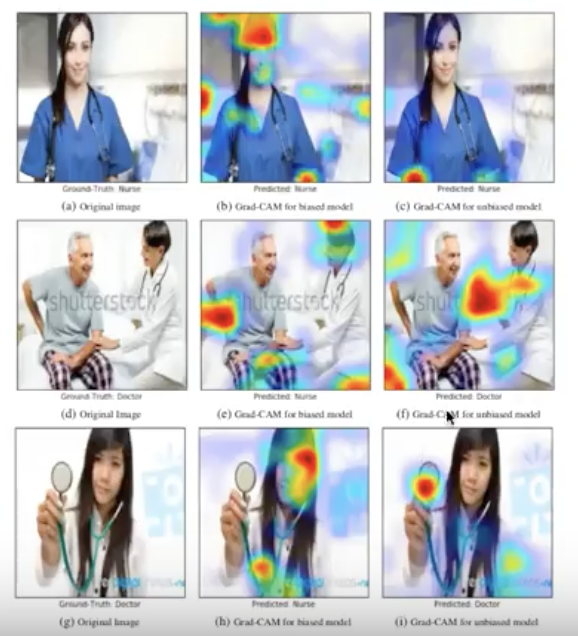 Ground-Truth: Nurse
Predicted: Nurse
Predicted: Nurse
(a) Original image
(b) Grad-CAM for biased model
(c) Grad-CAM for unbiased model
shutterstock
Ground-Truth: Doctor
Predicted: Nurse
Predicted: Doctor
(d) Original Image
(e) Grad-CAM for biased model
(f) Grad-CAM for unbiased model
Ground-Truth: Doctor
Predicted: Nurse
Predicted: Doctor
(g) Original Image
(h) Grad-CAM for biased model
(i) Grad-CAM for unbiased model